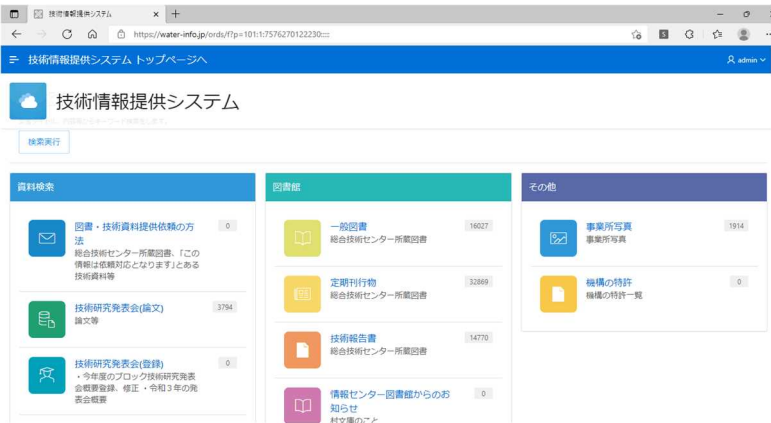 技術情報提供システム
https://water-info.jp/ords/f?p=101:1:7576270122230::::
技術情報提供システム トップページへ
admin
技術情報提供システム
検索実行
資料検索
図書・技術資料提供依頼の方
法
0
総合技術センター所蔵図書、「この
情報は依頼対応となります」とある
技術資料等
技術研究発表会(論文)
3794
論文等
技術研究発表会(登録)
0
・今年度のブロック技術研究発表
会概要登録、修正 ・令和３年の発
表会概要
図書館
一般図書
16027
総合技術センター所蔵図書
定期刊行物
32869
総合技術センター所蔵図書
技術報告書
14770
総合技術センター所蔵図書
情報センター図書館からのお
知らせ
0
村文庫のこと
その他
事業所写真
1914
事業所写真
機構の特許
0
機構の特許一覧